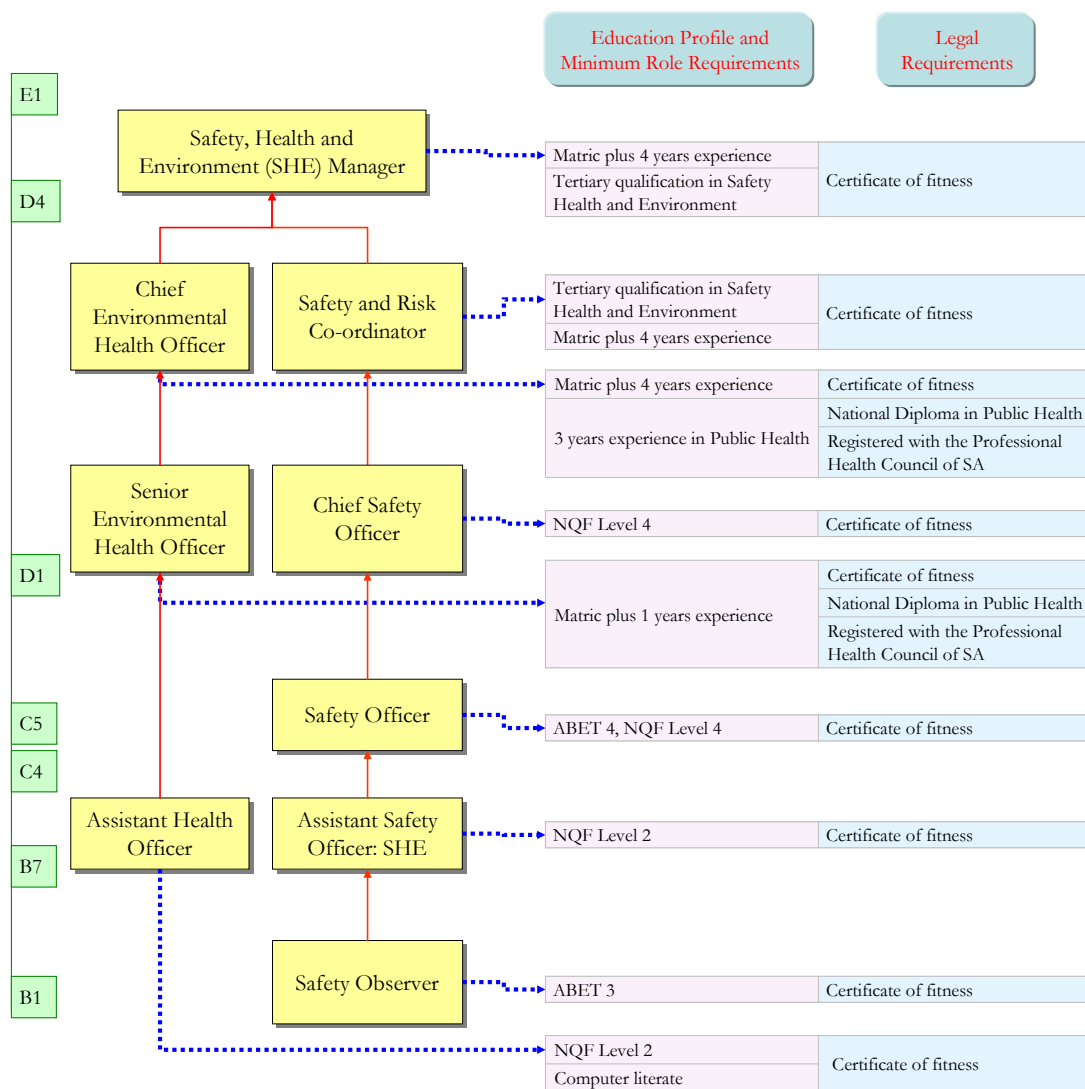 Education Profile and
Minimum Role Requirements
Legal
Requirements
E1
Safety, Health and
Environment (SHE) Manager
Matric plus 4 years experience
Tertiary qualification in Safety
Health and Environment
Certificate of fitness
D4
Chief
Environmental
Health Officer
Safety and Risk
Co-ordinator
Tertiary qualification in Safety
Health and Environment
Matric plus 4 years experience
Certificate of fitness
Matric plus 4 years experience
Certificate of fitness
3 years experience in Public Health
National Diploma in Public Health
Registered with the Professional
Health Council of SA
Senior
Environmental
Health Officer
Chief Safety
Officer
NQF Level 4
Certificate of fitness
D1
Matric plus 1 years experience
Certificate of fitness
National Diploma in Public Health
Registered with the Professional
Health Council of SA
C5
Safety Officer
ABET 4, NQF Level 4
Certificate of fitness
C4
Assistant Health
Officer
Assistant Safety
Officer: SHE
NQF Level 2
Certificate of fitness
B7
Safety Observer
B1
ABET 3
Certificate of fitness
NQF Level 2
Computer literate
Certificate of fitness